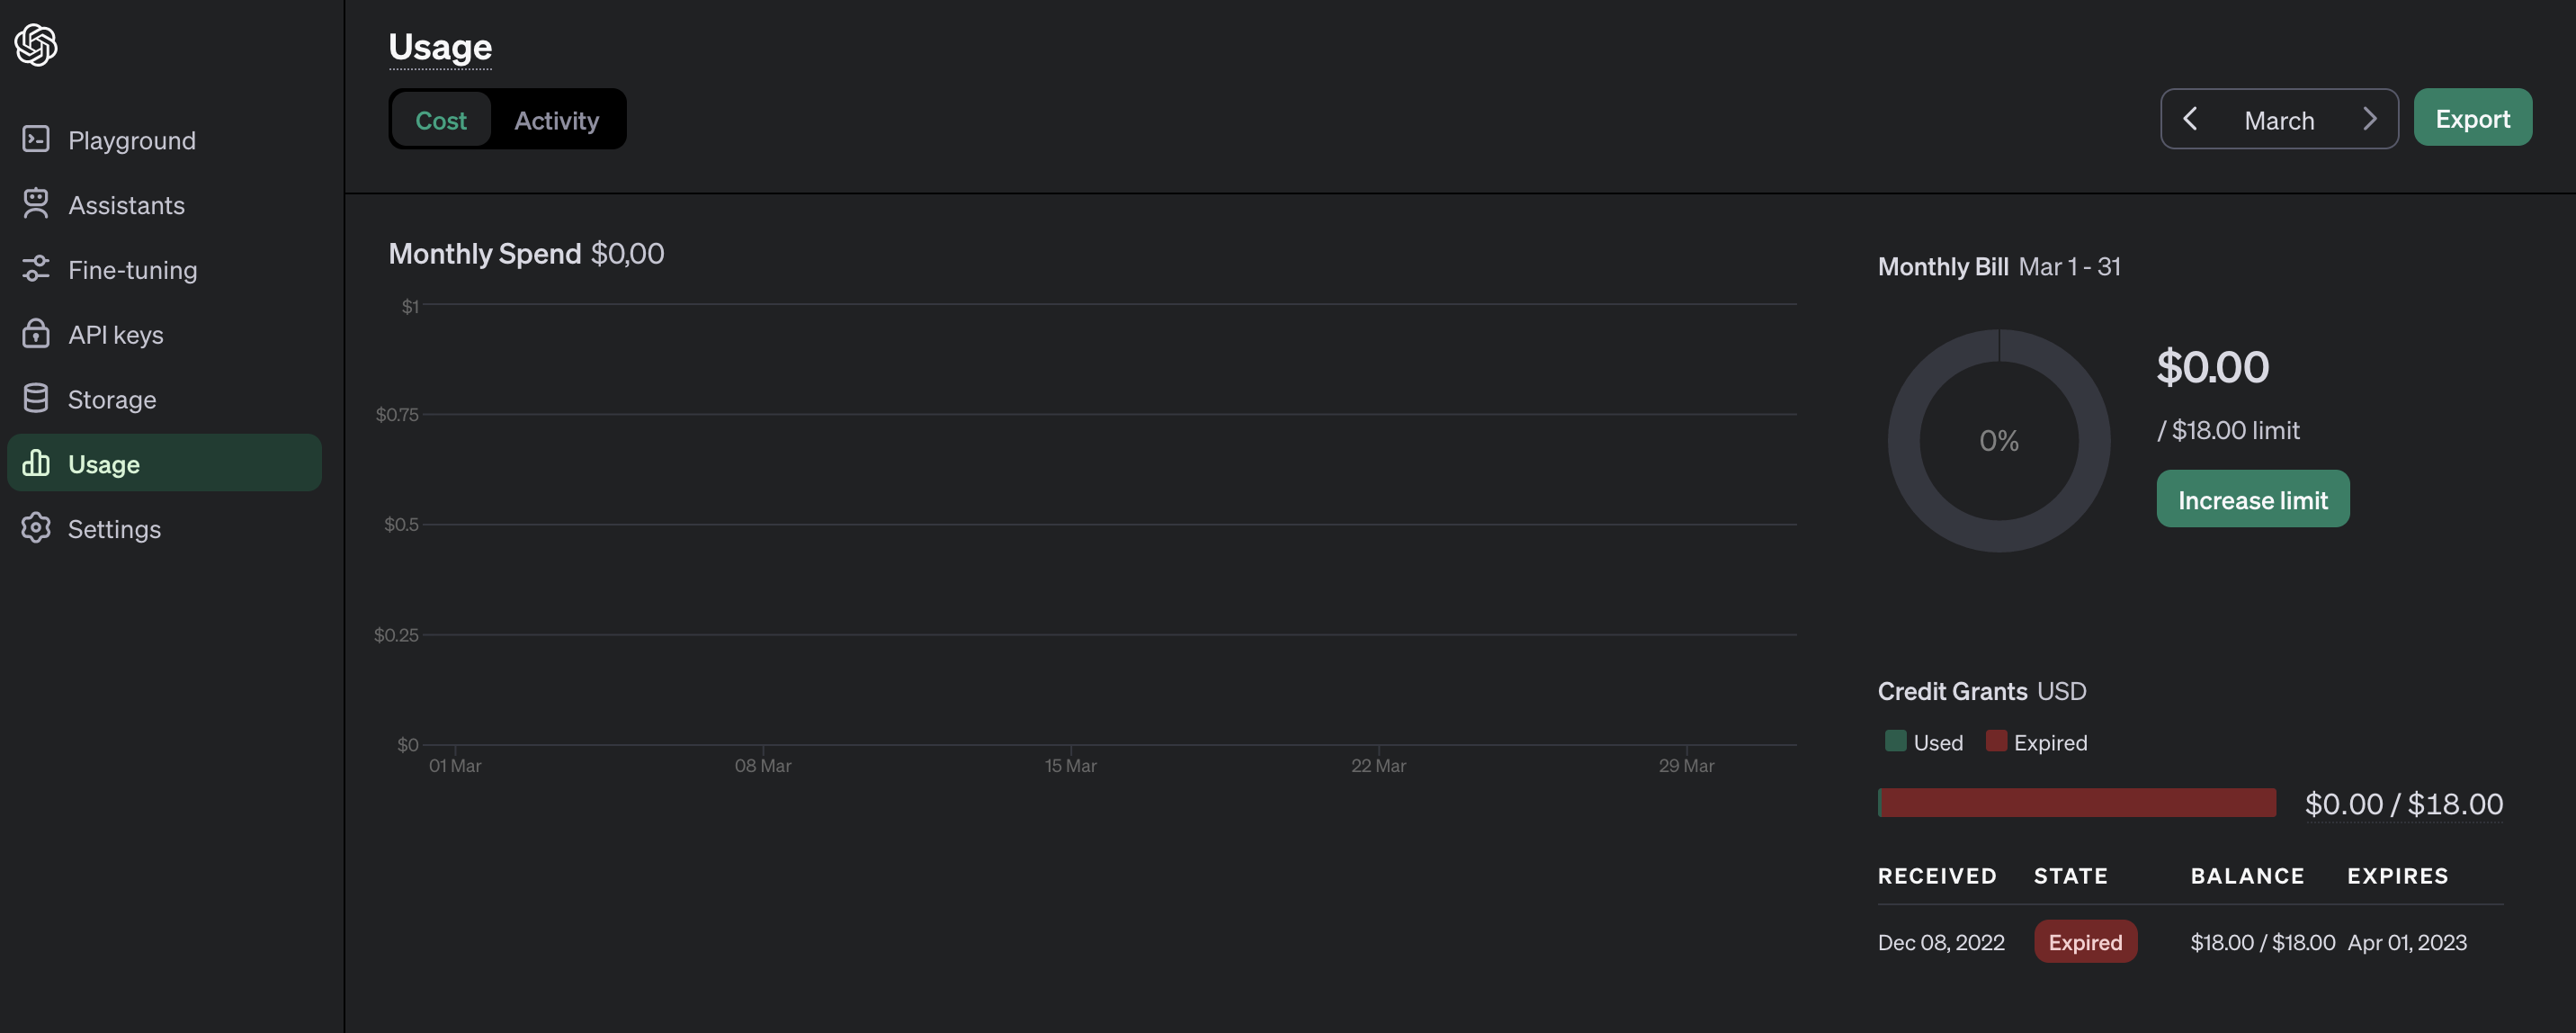 Playground
Assistants
Fine-tuning
API keys
Storage
Usage
Settings
Usage
Cost Activity
March
Export
Monthly Spend $0,00
$1
$0.75
$0.5
$0.25
$0
01 Mar 08 Mar 15 Mar 22 Mar 29 Mar
Monthly Bill Mar 1 - 31
0%
$0.00
/ $18.00 limit
Increase limit
Credit Grants USD
Used Expired
$0.00 / $18.00
RECEIVED STATE BALANCE EXPIRES
Dec 08, 2022 Expired $18.00 / $18.00 Apr 01, 2023